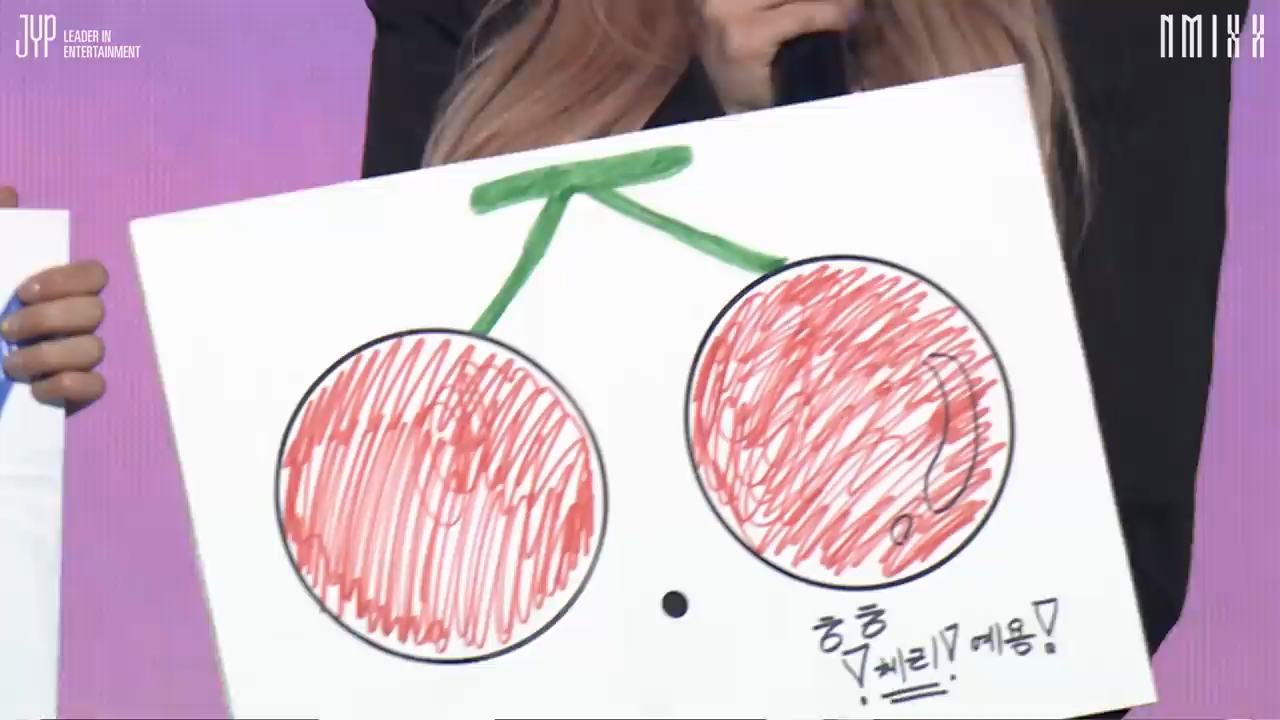 JYP LEADER IN
ENTERTAINMENT
NMIXX
ㅎㅎ
!체리! 예용!